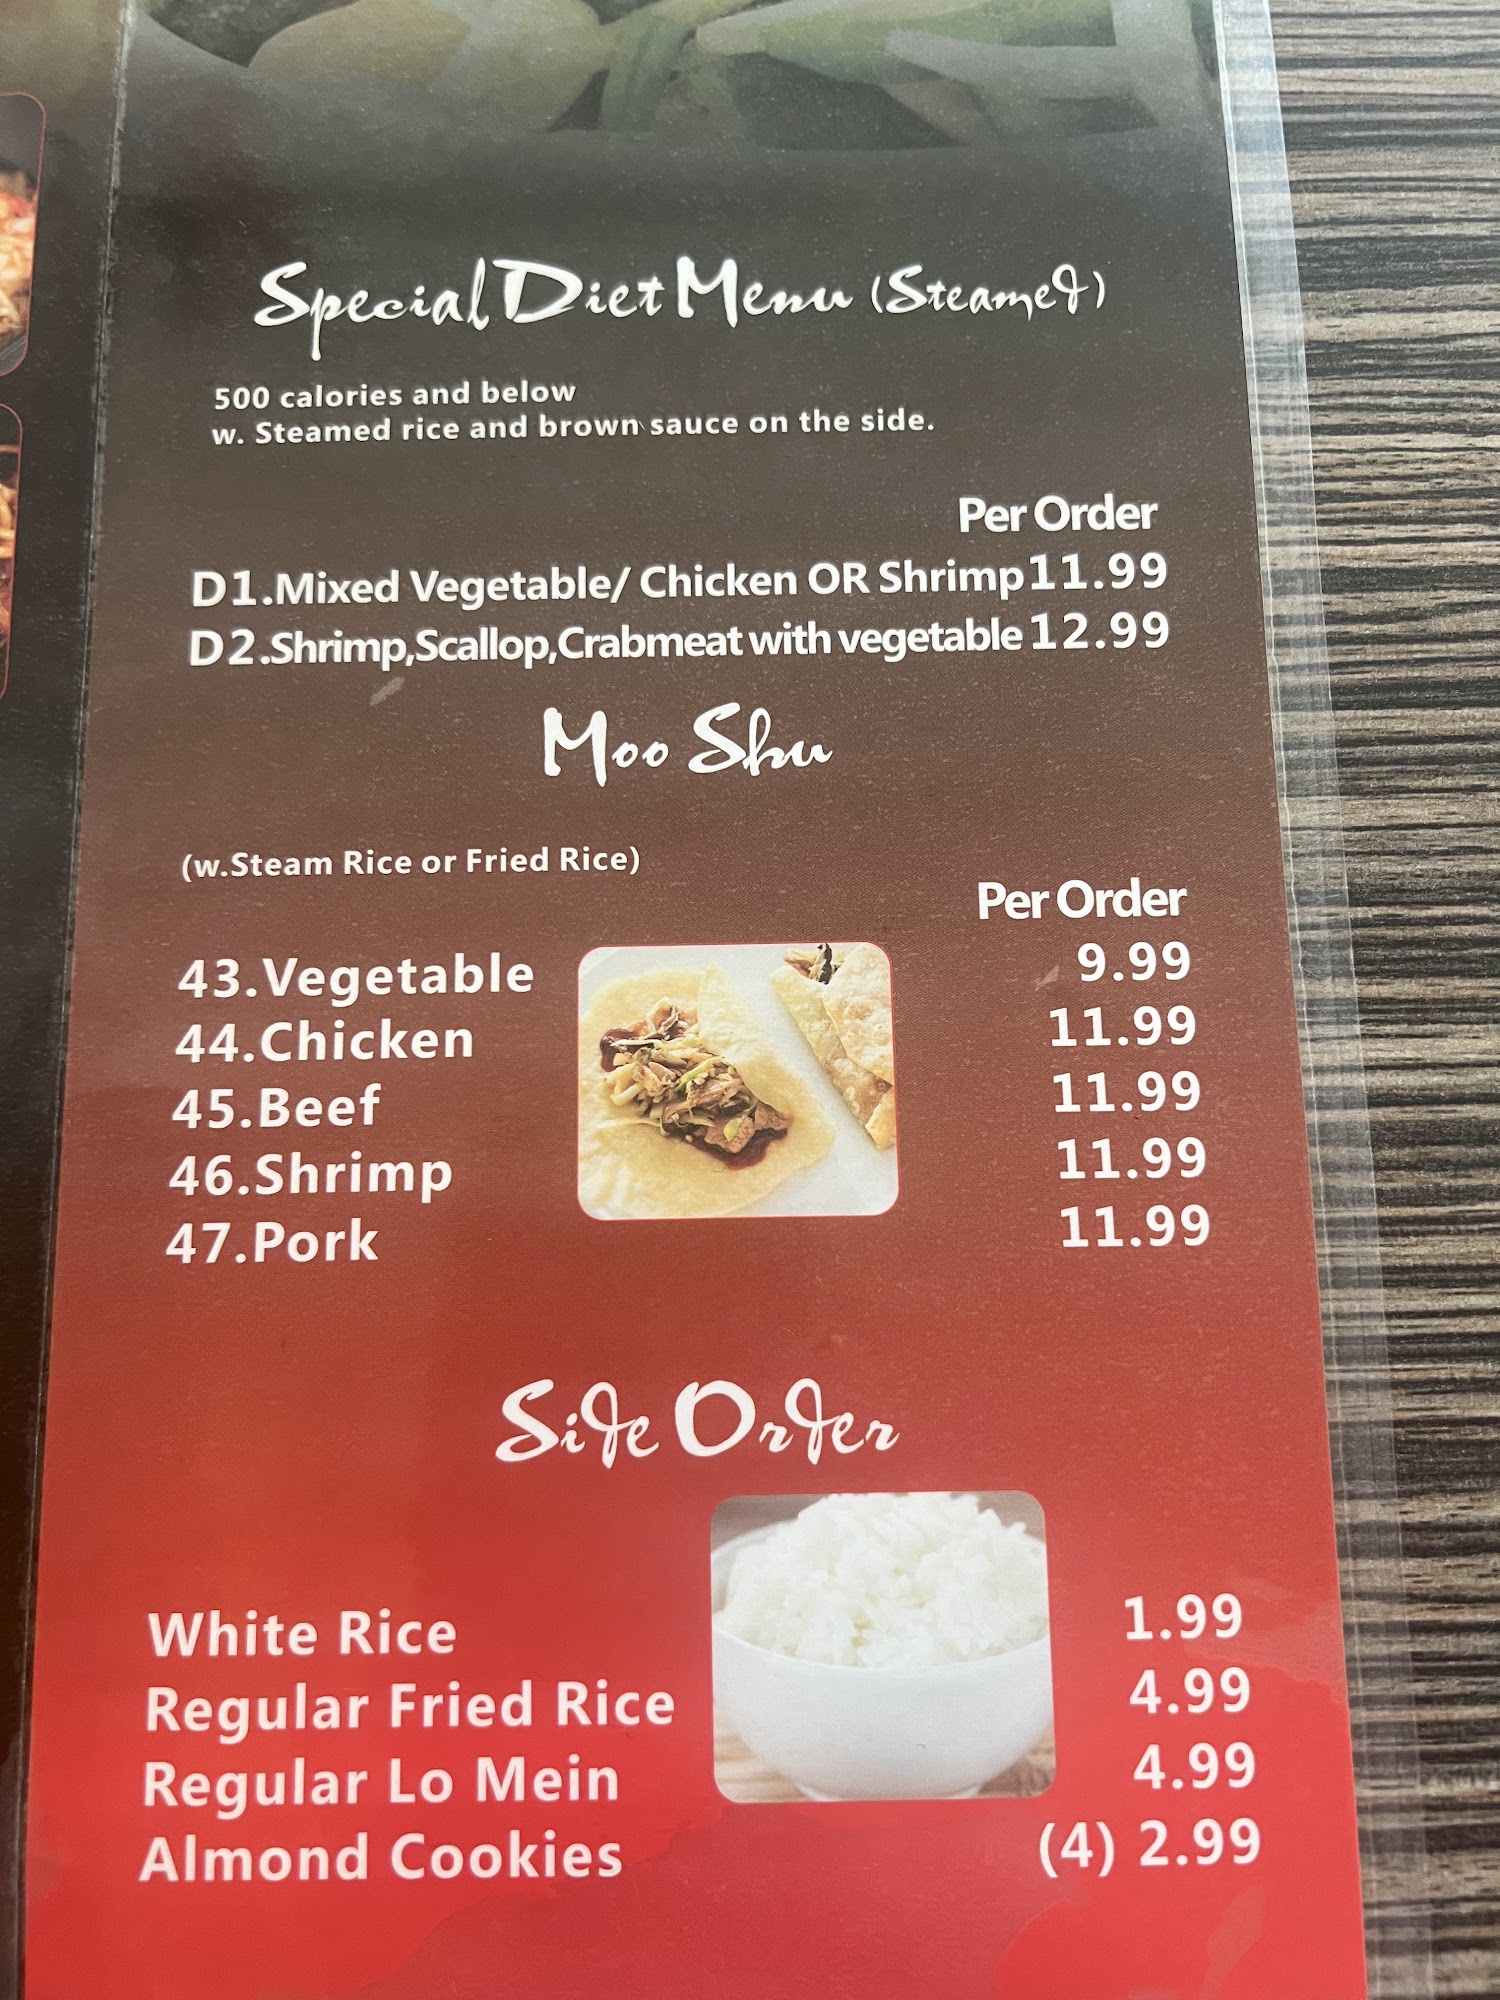 Special Diet Menu (Steamed)
500 calories and below
w. Steamed rice and brown sauce on the side.
Per Order
D1.Mixed Vegetable/ Chicken OR Shrimp 11.99
D2.Shrimp,Scallop,Crabmeat with vegetable 12.99
Moo Shu
(w.Steam Rice or Fried Rice)
Per Order
43.Vegetable 9.99
44.Chicken 11.99
45.Beef 11.99
46.Shrimp 11.99
47.Pork 11.99
Side Order
White Rice 1.99
Regular Fried Rice 4.99
Regular Lo Mein 4.99
Almond Cookies (4) 2.99